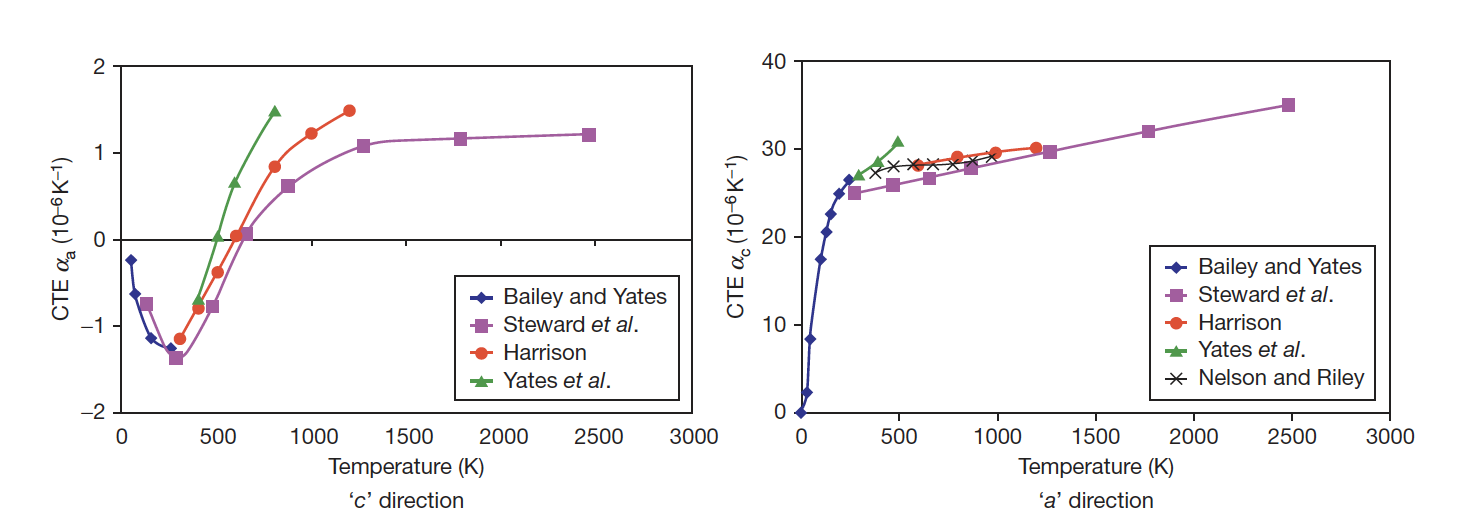 2
1
0
−1
−2
CTE αa (10−6 K−1)
0 500 1000 1500 2000 2500 3000
Temperature (K)
‘c’ direction
Bailey and Yates
Steward et al.
Harrison
Yates et al.
40
30
20
10
0
CTE αc (10−6 K−1)
0 500 1000 1500 2000 2500 3000
Temperature (K)
‘a’ direction
Bailey and Yates
Steward et al.
Harrison
Yates et al.
Nelson and Riley